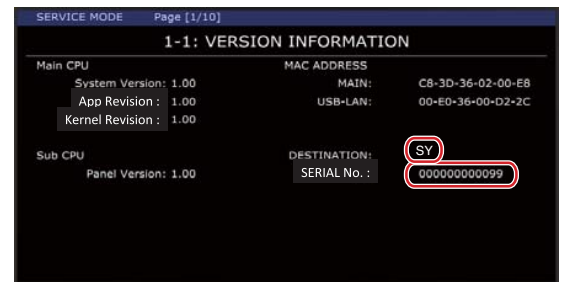 SERVICE MODE Page [1/10]
1-1: VERSION INFORMATIO
Main CPU MAC ADDRESS
System Version: 1.00 MAIN: C8-3D-36-02-00-E8
App Revision : 1.00 USB-LAN: 00-E0-36-00-D2-2C
Kernel Revision : 1.00
Sub CPU DESTINATION: SY
Panel Version: 1.00 SERIAL No. : 000000000099